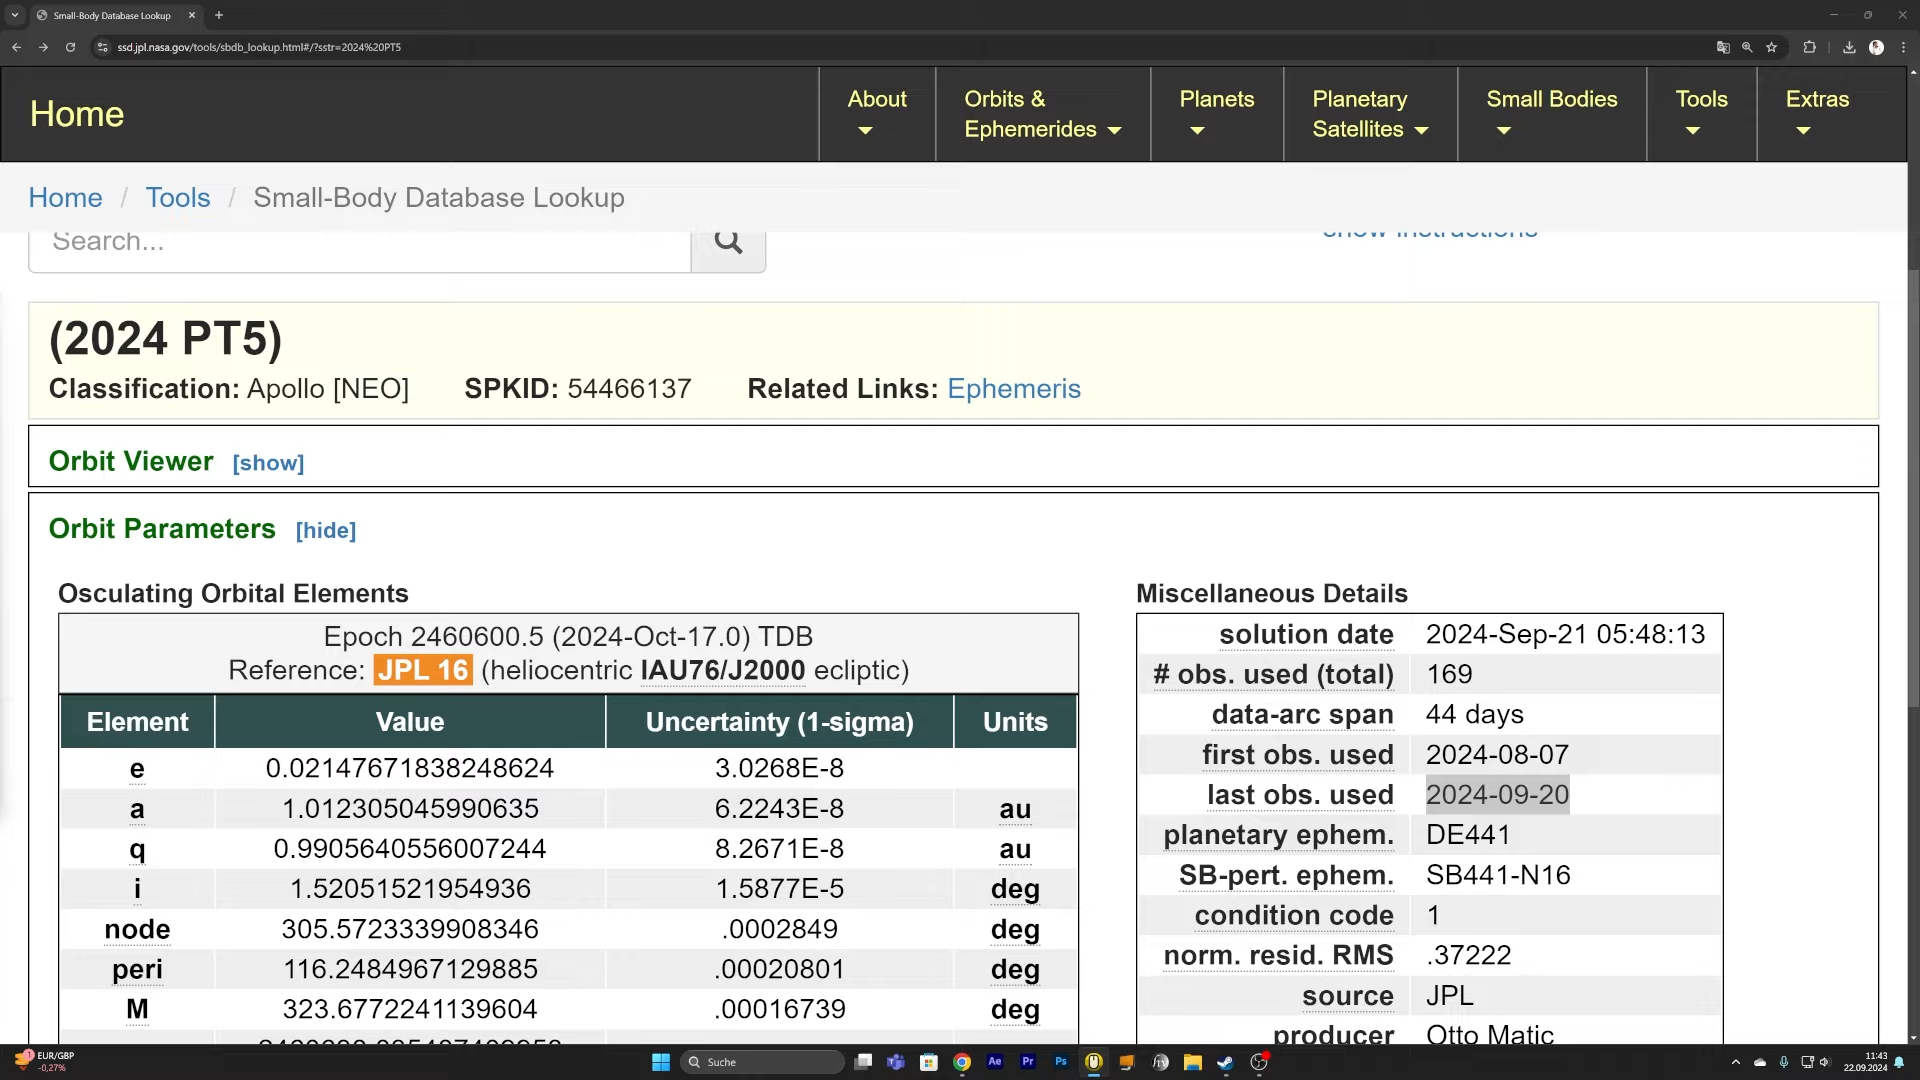 Small-Body Database Lookup
ssd.jpl.nasa.gov/tools/sbdb_lookup.html#/?sstr=2024%20PT5
Home
About
Orbits &
Ephemerides
Planets
Planetary
Satellites
Small Bodies
Tools
Extras
Home / Tools / Small-Body Database Lookup
Search...
show instructions
(2024 PT5)
Classification: Apollo [NEO] SPKID: 54466137 Related Links: Ephemeris
Orbit Viewer [show]
Orbit Parameters [hide]
Osculating Orbital Elements
Epoch 2460600.5 (2024-Oct-17.0) TDB
Reference: JPL 16 (heliocentric IAU76/J2000 ecliptic)
Element Value Uncertainty (1-sigma) Units
e 0.02147671838248624 3.0268E-8
a 1.012305045990635 6.2243E-8 au
q 0.9905640556007244 8.2671E-8 au
i 1.52051521954936 1.5877E-5 deg
node 305.5723339908346 .0002849 deg
peri 116.2484967129885 .00020801 deg
M 323.6772241139604 .00016739 deg
Miscellaneous Details
solution date 2024-Sep-21 05:48:13
# obs. used (total) 169
data-arc span 44 days
first obs. used 2024-08-07
last obs. used 2024-09-20
planetary ephem. DE441
SB-pert. ephem. SB441-N16
condition code 1
norm. resid. RMS .37222
source JPL
producer Otto Matic
1
EUR/GBP
-0,27%
Suche
Ae
Pr
Ps
11:43
22.09.2024